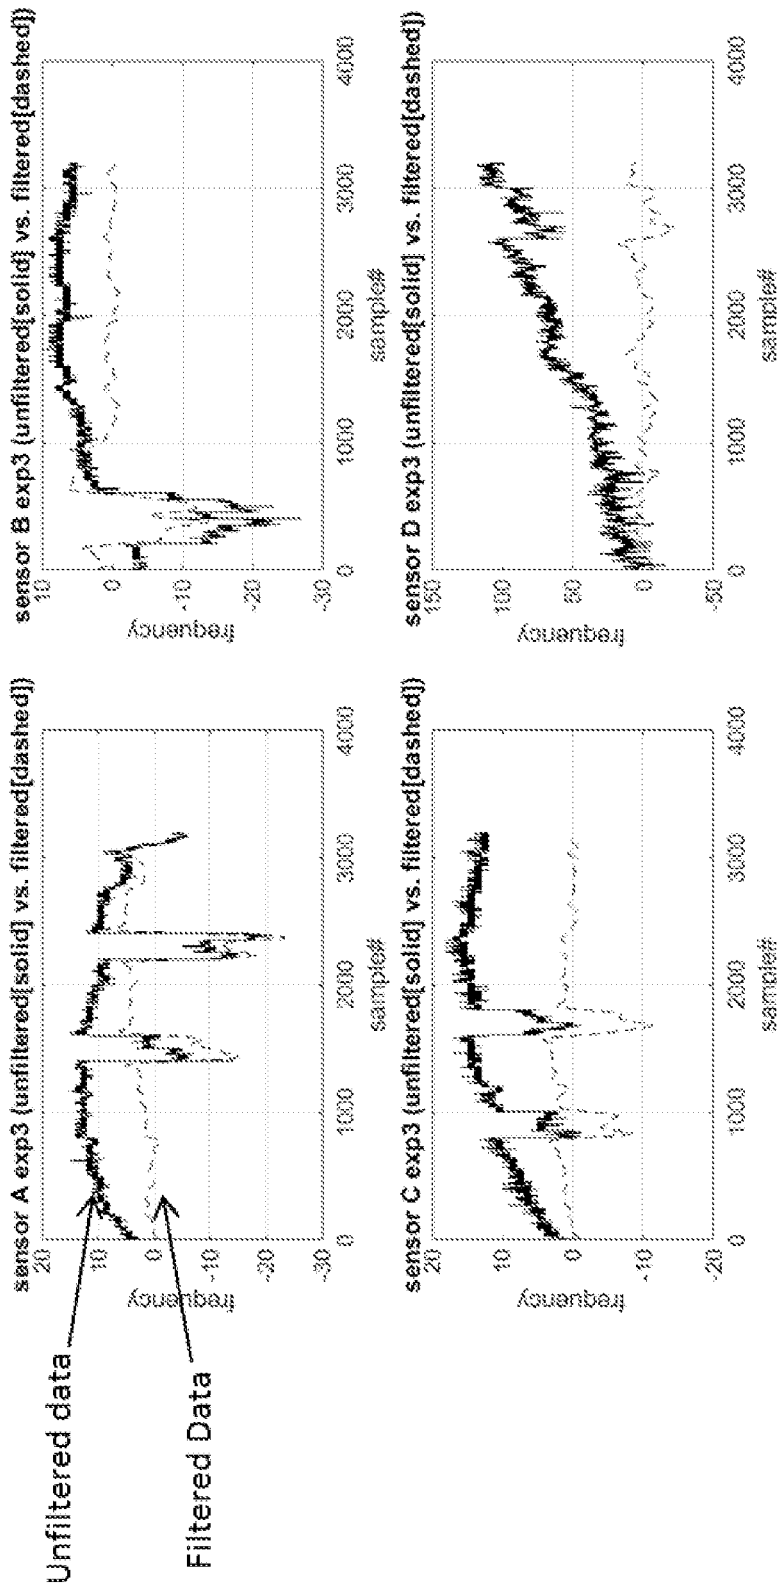 Unfiltered data
Filtered Data
sensor A exp3 (unfiltered[solid] vs. filtered[dashed])
frequency
20
10
0
-10
-20
-30
0
1000
2000
3000
4000
sample#
sensor B exp3 (unfiltered[solid] vs. filtered[dashed])
frequency
10
0
-10
-20
-30
0
1000
2000
3000
4000
sample#
sensor C exp3 (unfiltered[solid] vs. filtered[dashed])
frequency
20
10
0
-10
-20
0
1000
2000
3000
4000
sample#
sensor D exp3 (unfiltered[solid] vs. filtered[dashed])
frequency
150
100
50
0
-50
0
1000
2000
3000
4000
sample#